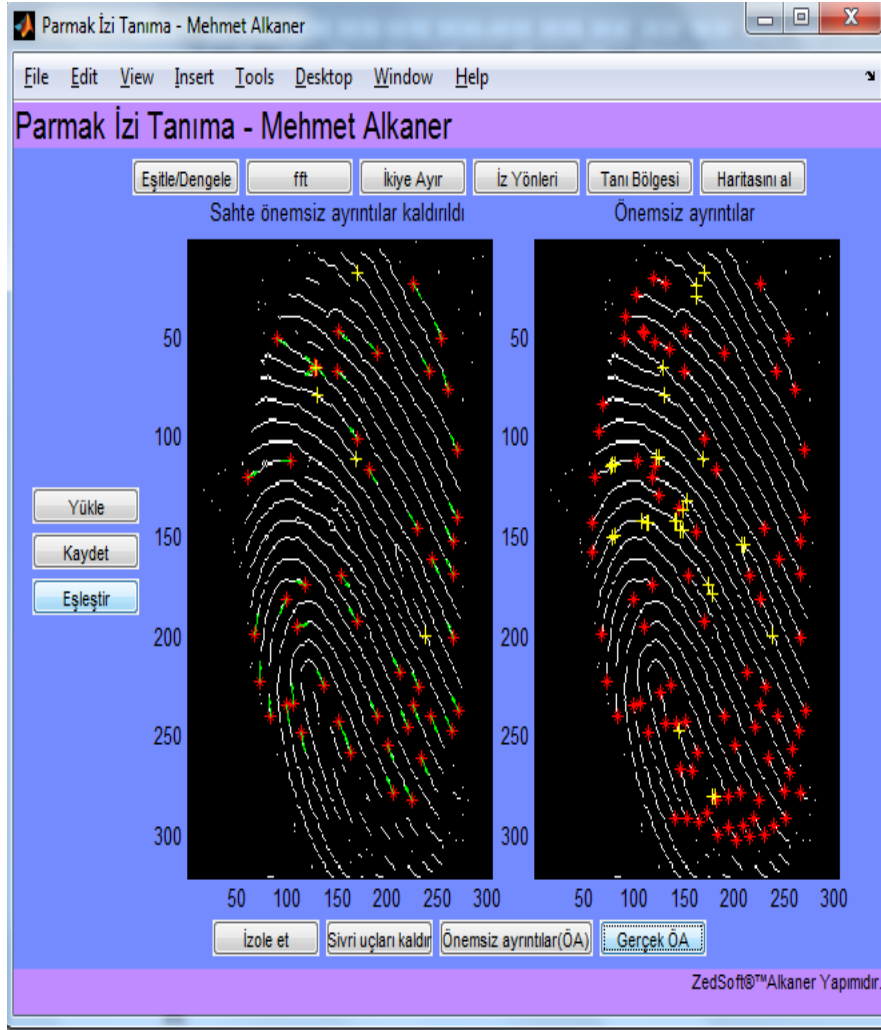 Parmak İzi Tanıma - Mehmet Alkaner
File Edit View Insert Tools Desktop Window Help
Parmak İzi Tanıma - Mehmet Alkaner
Eşitle/Dengele fft İkiye Ayır İz Yönleri Tanı Bölgesi Haritasını al
Sahte önemsiz ayrıntılar kaldırıldı Önemsiz ayrıntılar
50 50
100 100
Yükle
150 150
Kaydet
Eşleştir
200 200
250 250
300 300
50 100 150 200 250 300 50 100 150 200 250 300
İzole et Sivri uçları kaldır Önemsiz ayrıntılar(ÖA) Gerçek ÖA
ZedSoft®™Alkaner Yapımıdır.